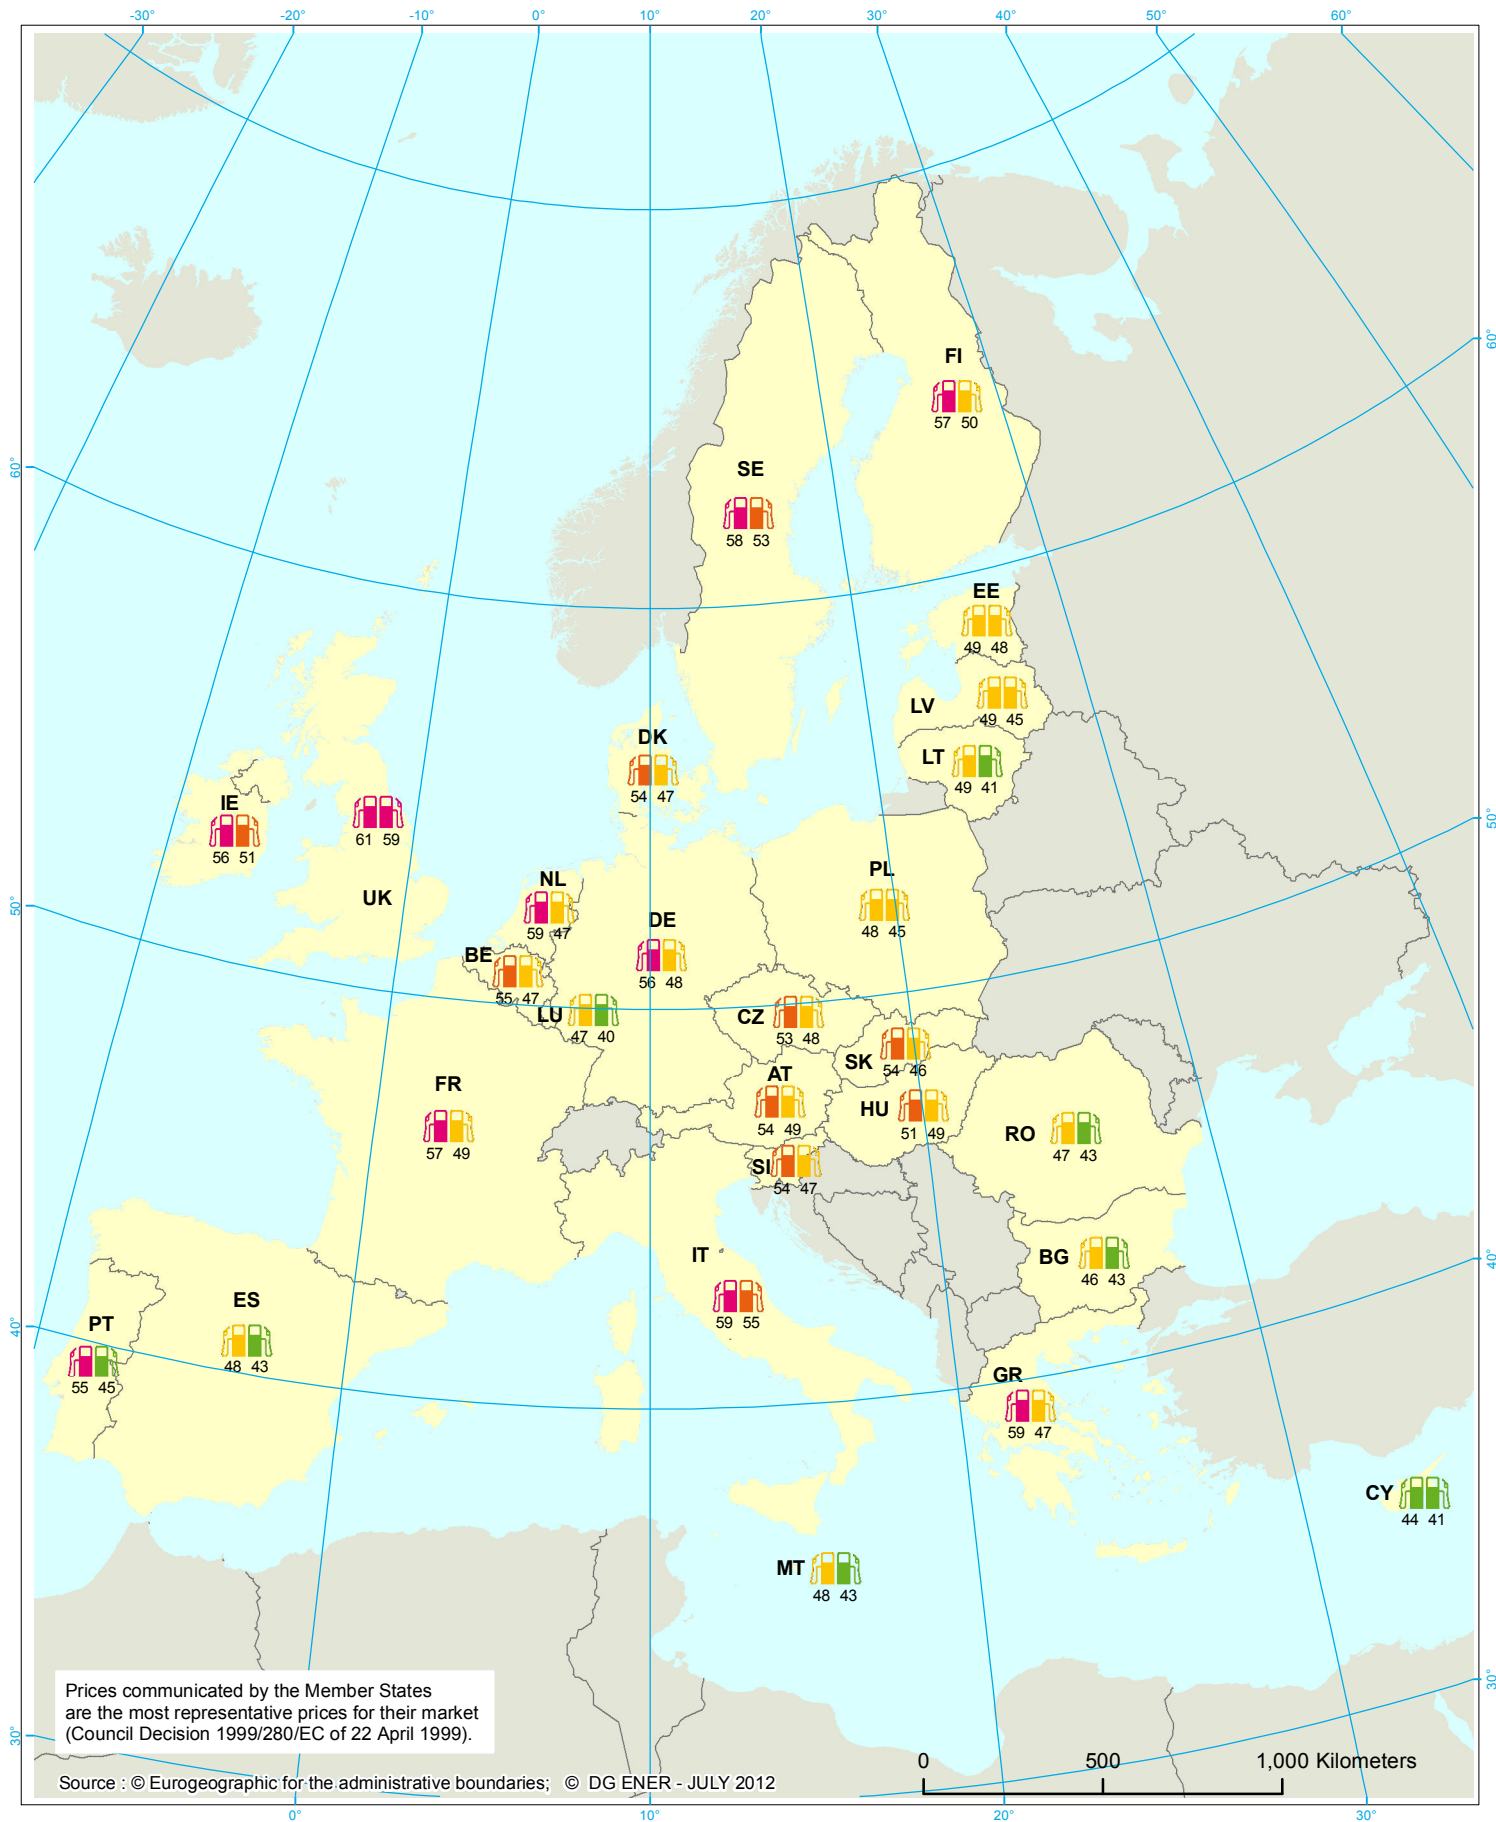 -30° -20° -10° 0° 10° 20° 30° 40° 50° 60°
60°
FI
57 50
60°
SE
58 53
EE
49 48
LV
49 45
DK
54 47
LT
49 41
IE
56 51
61 59
UK
50°
PL
48 45
NL
59 47
DE
56 48
50°
BE
55 47
LU
47 40
CZ
53 48
SK
54 46
AT
54 49
HU
51 49
FR
57 49
RO
47 43
SI
54 47
IT
59 55
BG
46 43
40°
ES
48 43
PT
55 45
40°
GR
59 47
CY
44 41
MT
48 43
30°
Prices communicated by the Member States
are the most representative prices for their market
(Council Decision 1999/280/EC of 22 April 1999).
30°
0 500 1,000 Kilometers
Source : © Eurogeographic for the administrative boundaries; © DG ENER - JULY 2012
0° 10° 20° 30°